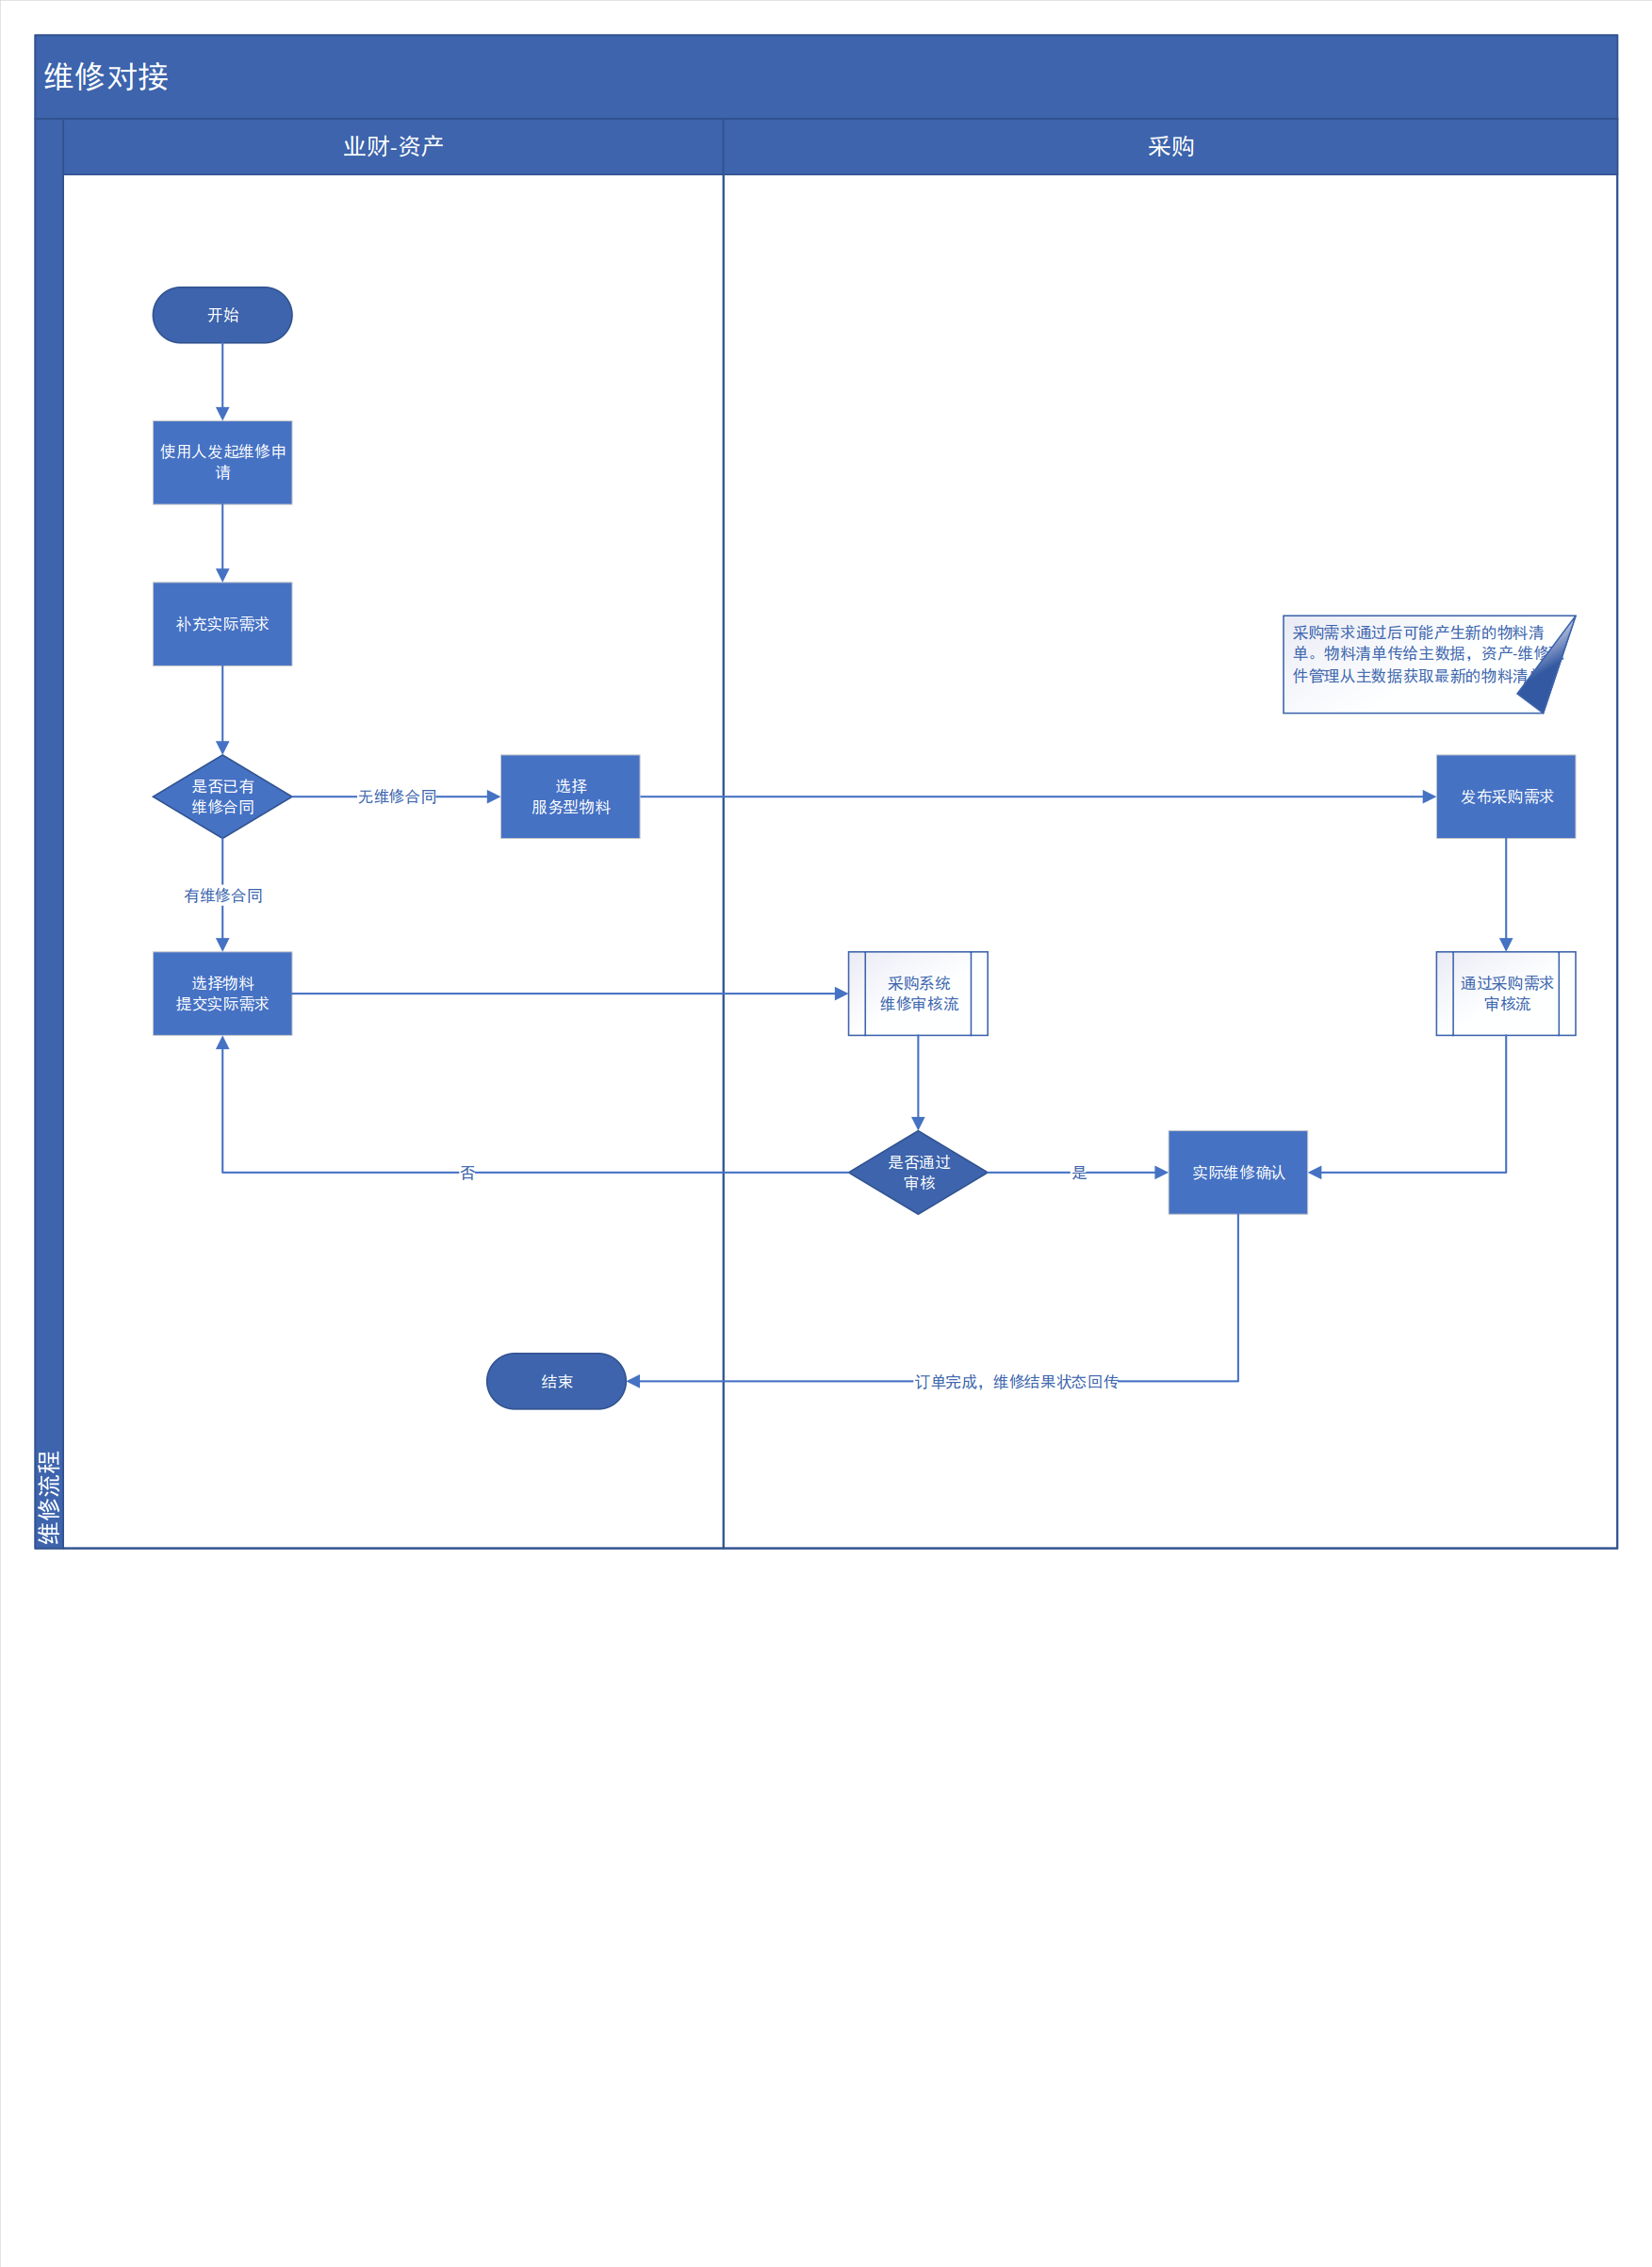 维修对接
业财-资产
采购
开始
使用人发起维修申
请
补充实际需求
采购需求通过后可能产生新的物料清
单。物料清单传给主数据，资产-维修
件管理从主数据获取最新的物料清
是否已有
维修合同
无维修合同
选择
服务型物料
发布采购需求
有维修合同
选择物料
提交实际需求
采购系统
维修审核流
通过采购需求
审核流
否
是否通过
审核
是
实际维修确认
结束
订单完成，维修结果状态回传
维修流程